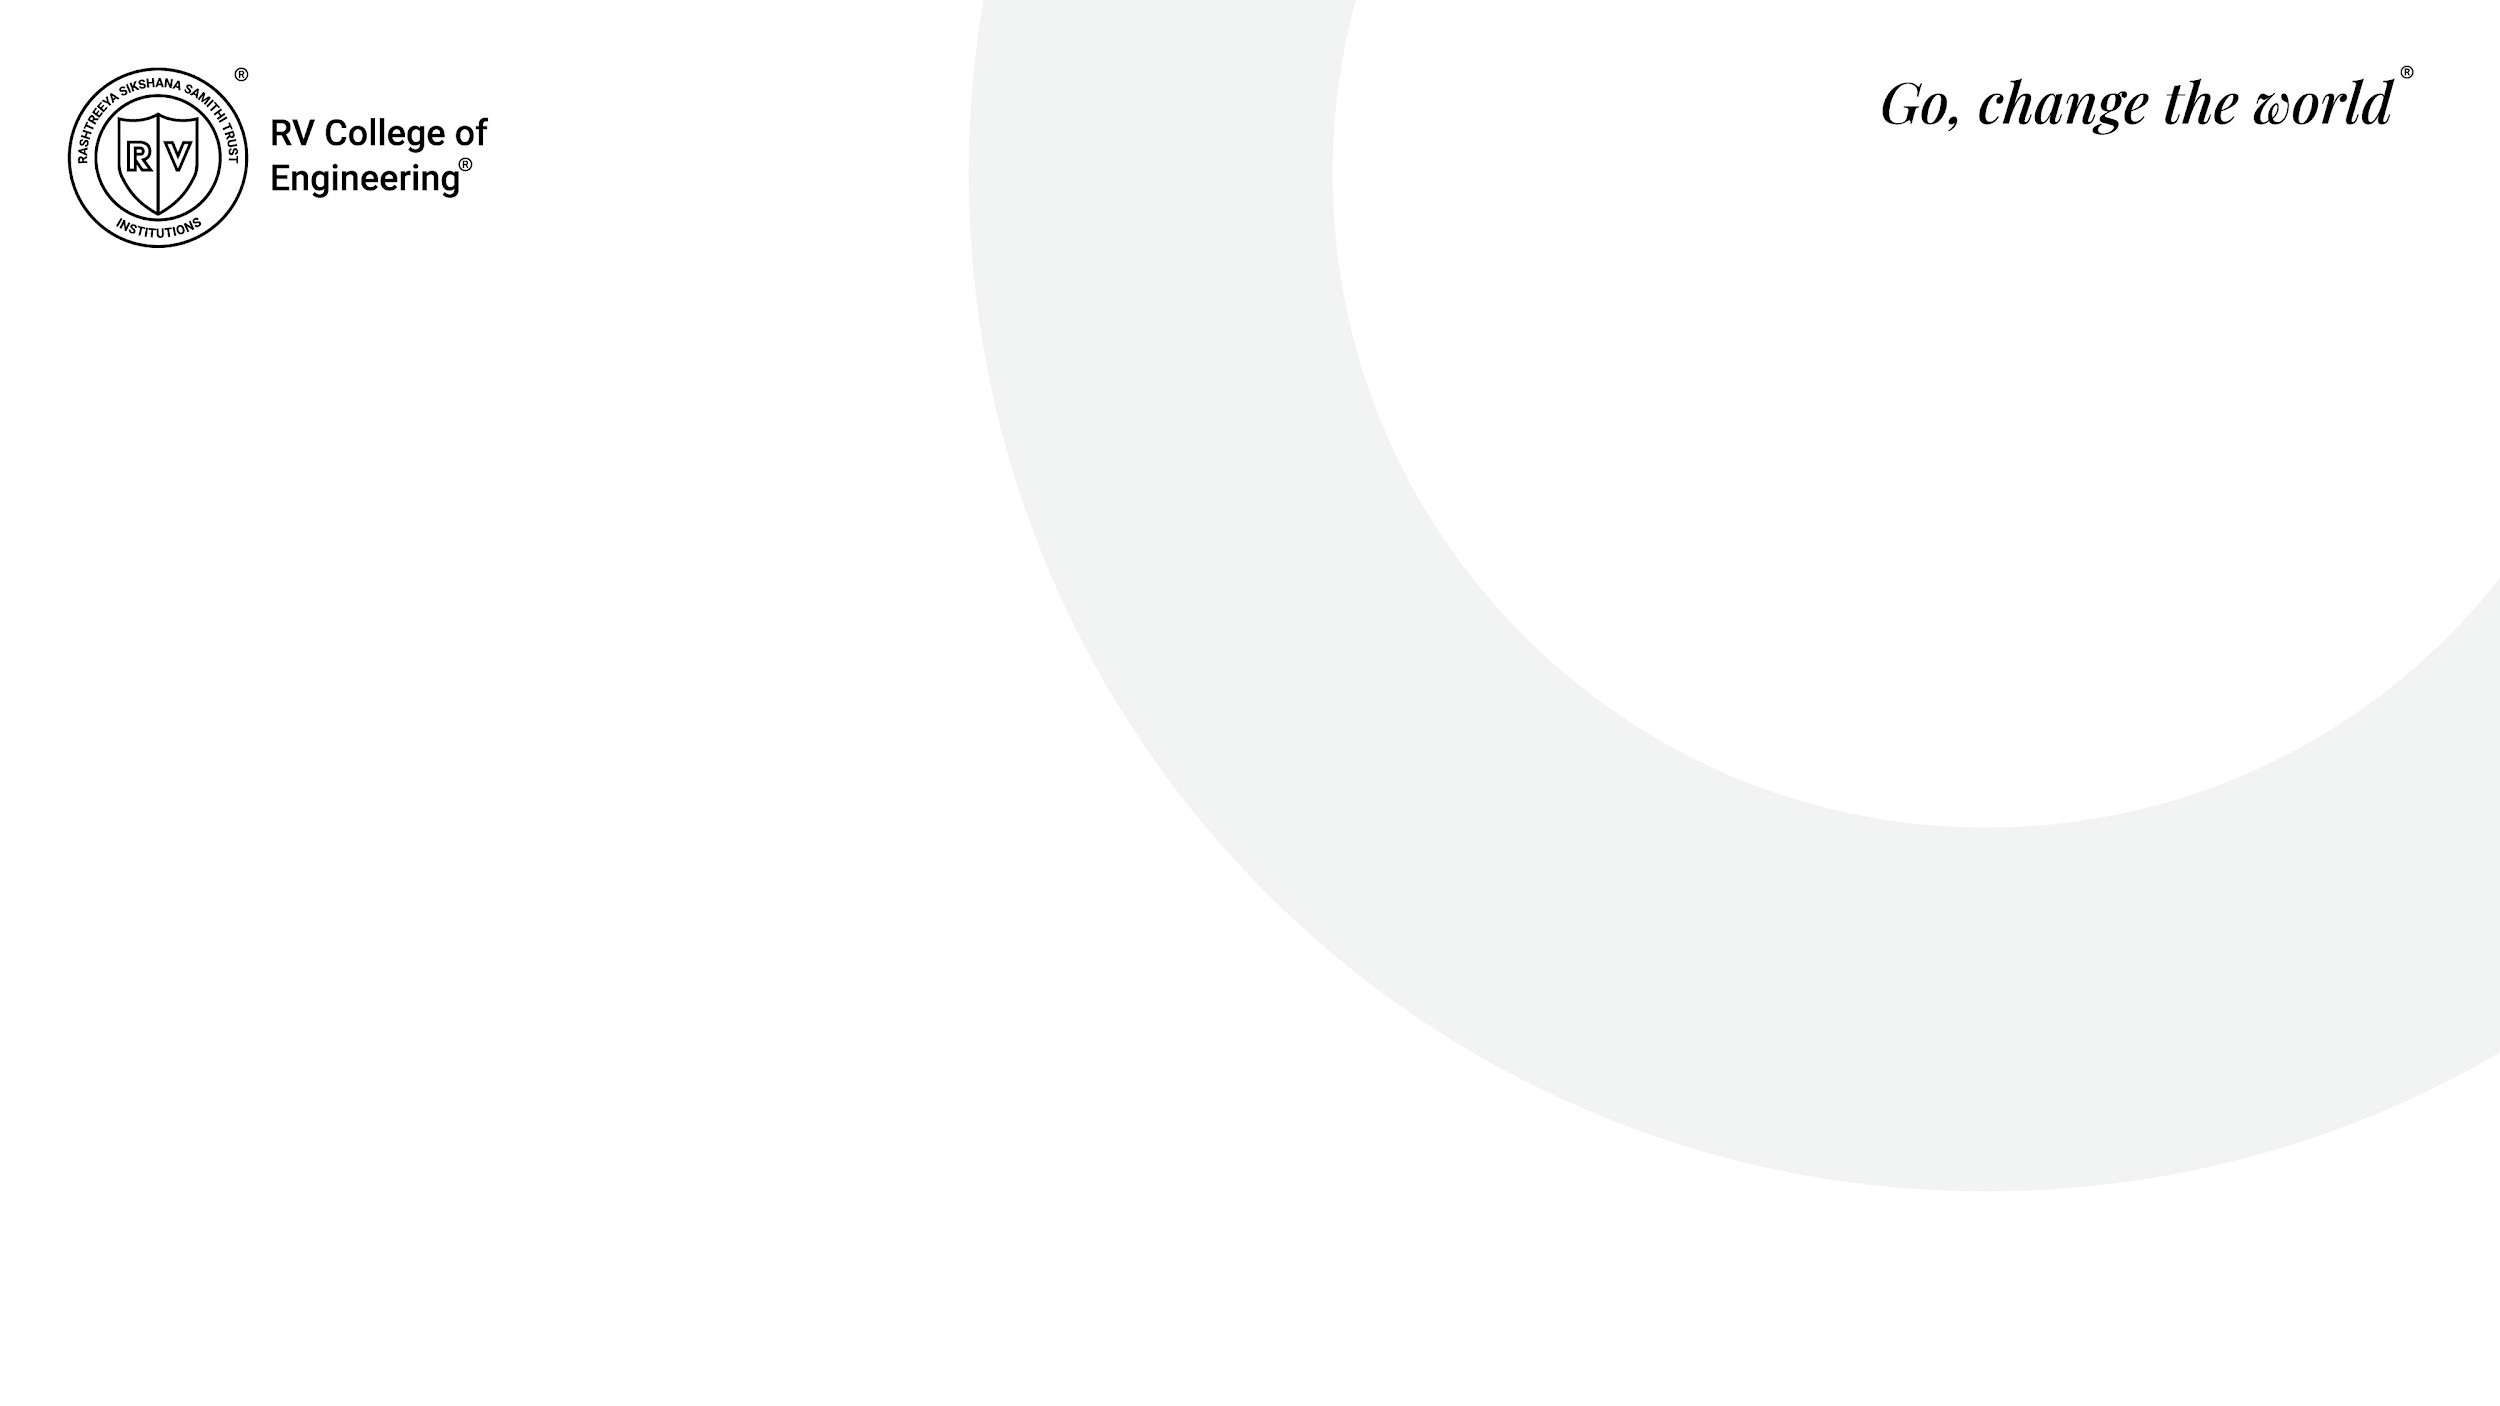 RASHTREEYA SIKSHANA SAMITHI TRUST
®
RV
INSTITUTIONS
RV College of
Engineering®
Go, change the world®